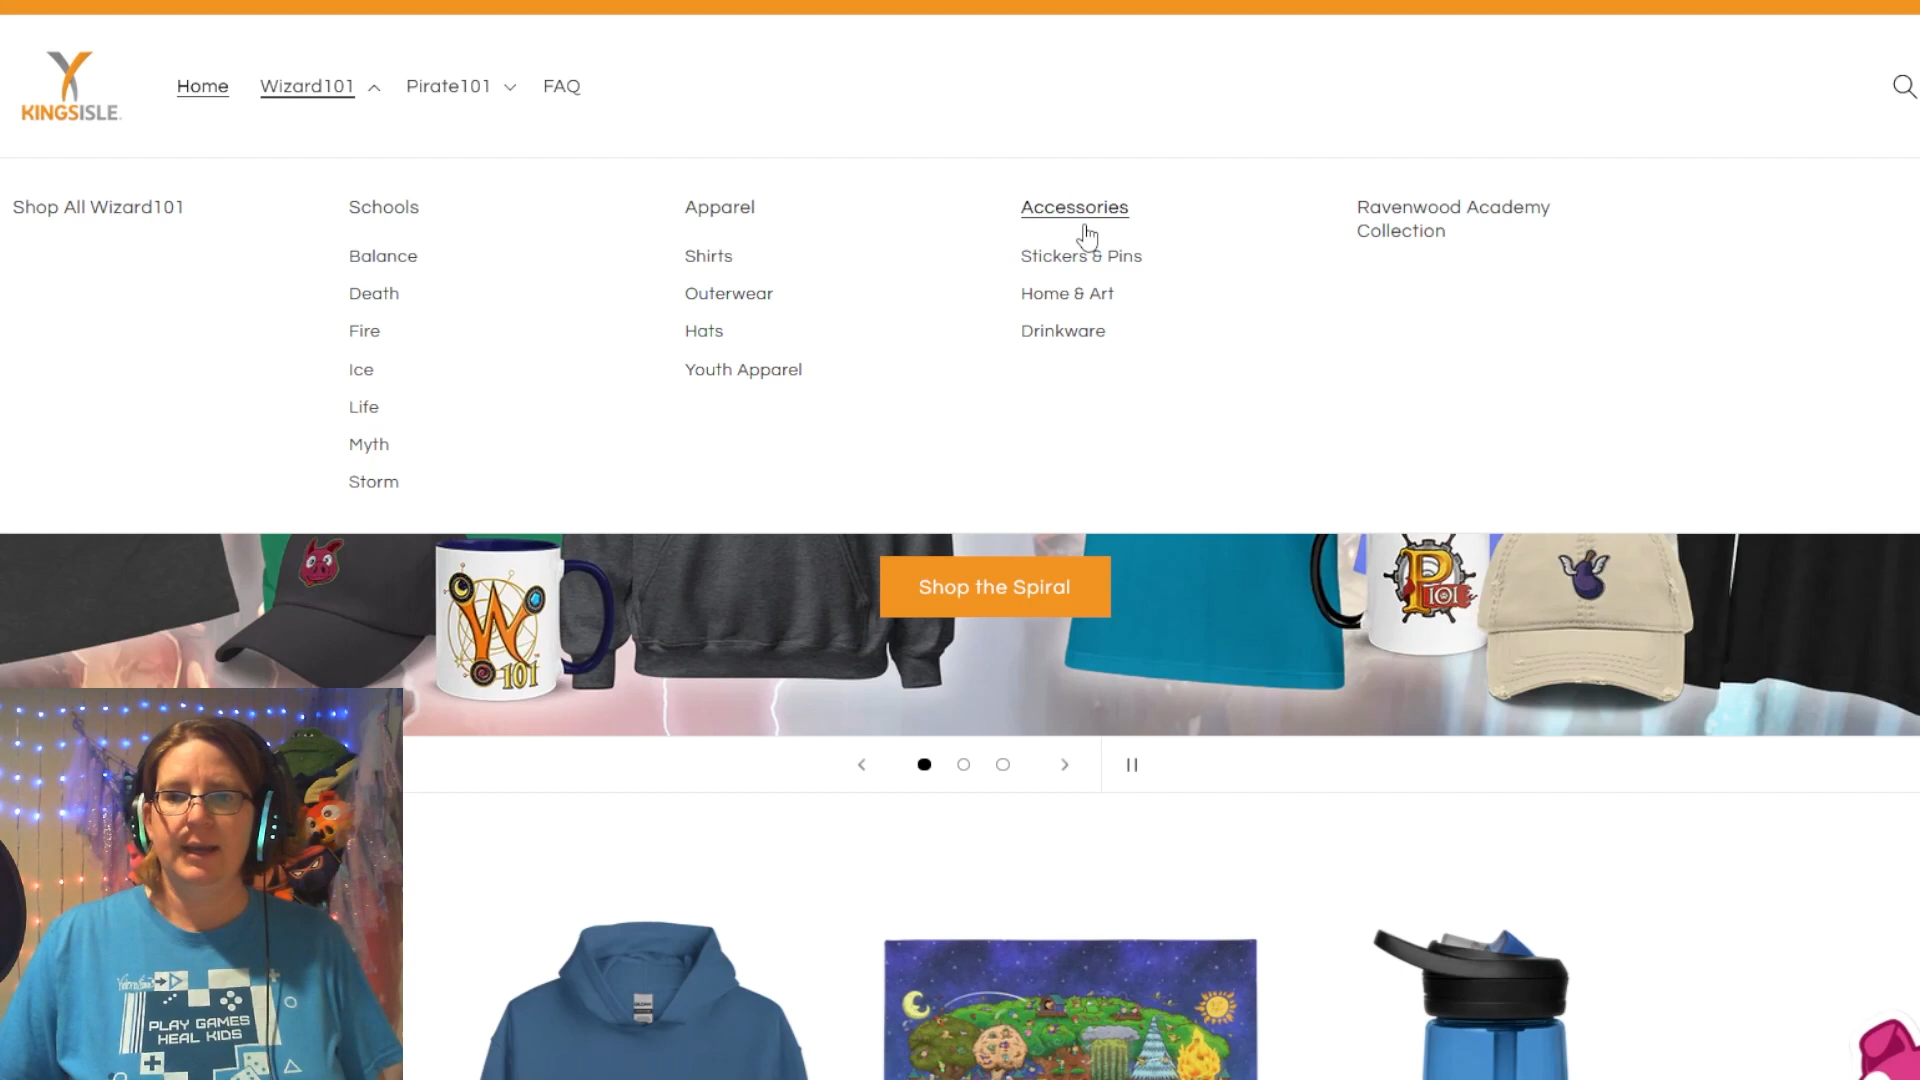 KINGSISLE
Home Wizard101 Pirate101 FAQ
Shop All Wizard101
Schools
Balance
Death
Fire
Ice
Life
Myth
Storm
Apparel
Shirts
Outerwear
Hats
Youth Apparel
Accessories
Stickers & Pins
Home & Art
Drinkware
Ravenwood Academy
Collection
W
101
Shop the Spiral
P
101
PLAY GAMES
HEAL KIDS